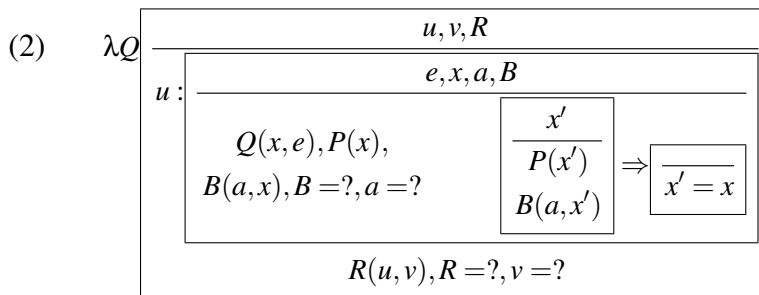 (2) λQ u, v, R
u : e, x, a, B
Q(x, e), P(x),
B(a, x), B =?, a =?
x′
P(x′)
B(a, x′)
⇒
x′ = x
R(u, v), R =?, v =?